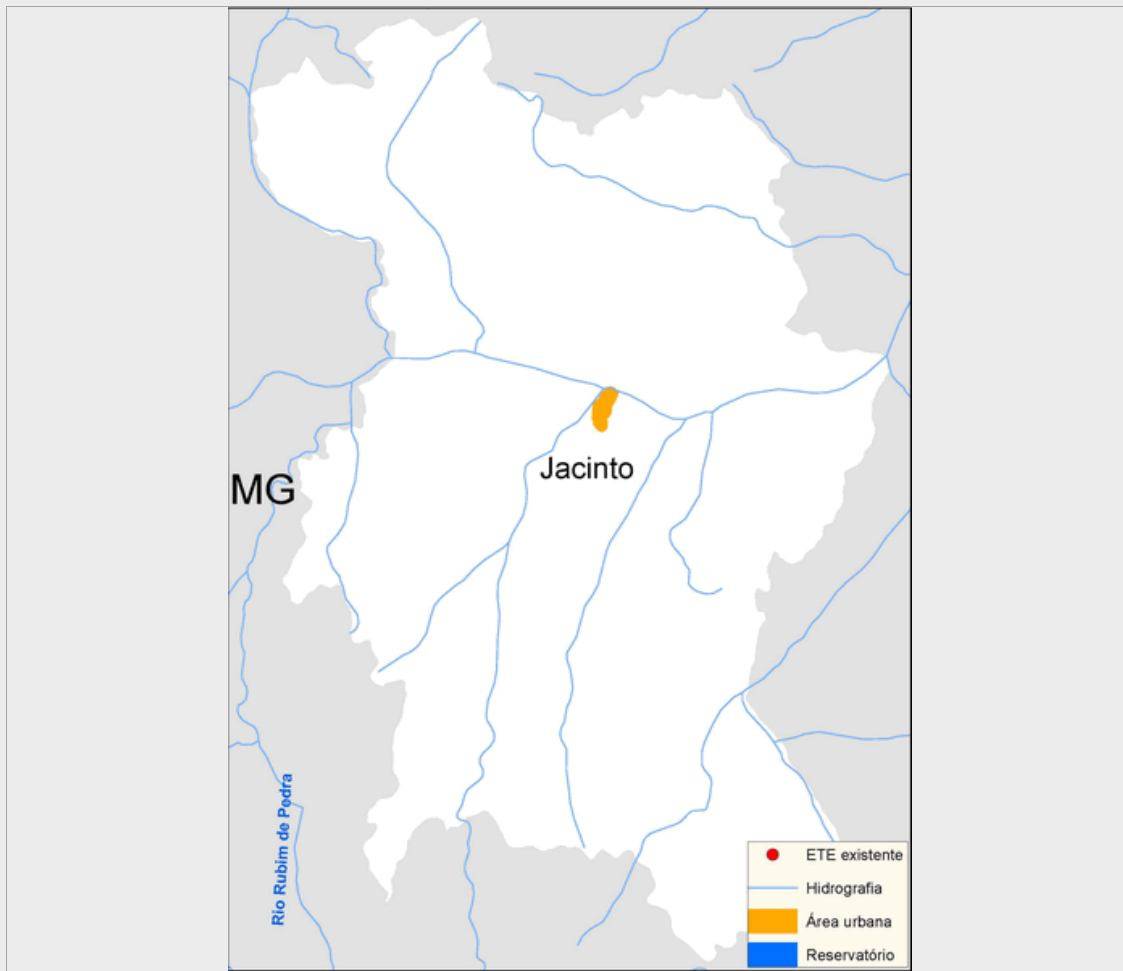 Jacinto
MG
Rio Rubim de Pedra
ETE existente
Hidrografia
Área urbana
Reservatório